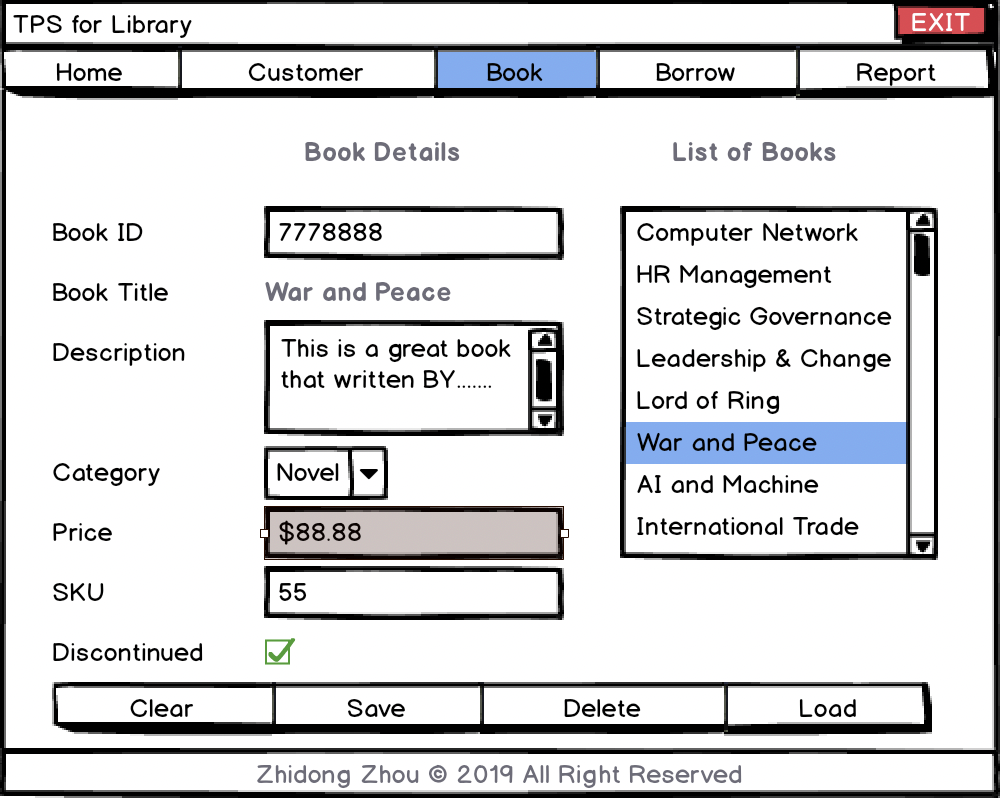 TPS for Library
EXIT
Home Customer Book Borrow Report
Book Details
Book ID 7778888
Book Title War and Peace
Description This is a great book
that written BY.......
Category Novel
Price $88.88
SKU 55
Discontinued
List of Books
Computer Network
HR Management
Strategic Governance
Leadership & Change
Lord of Ring
War and Peace
AI and Machine
International Trade
Clear Save Delete Load
Zhidong Zhou © 2019 All Right Reserved